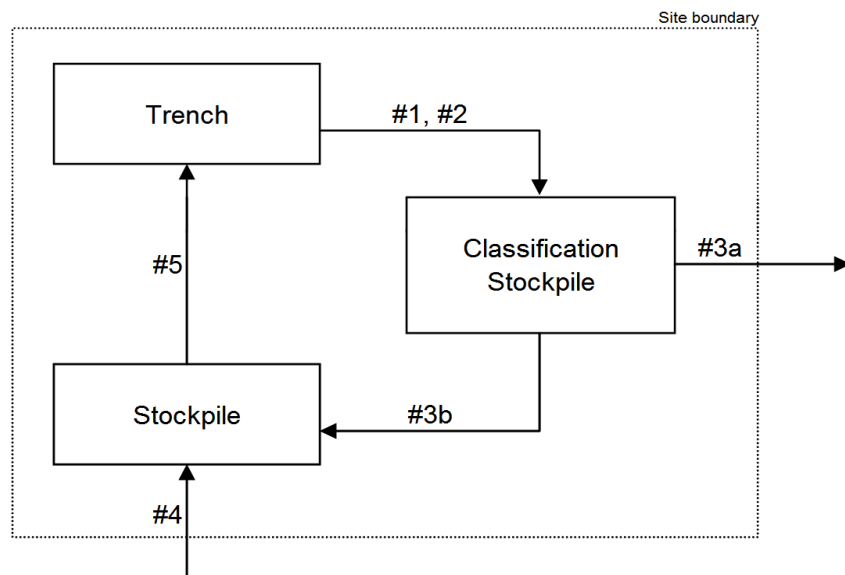 Site boundary
Trench
#1, #2
Classification
Stockpile
#3a
#5
Stockpile
#3b
#4